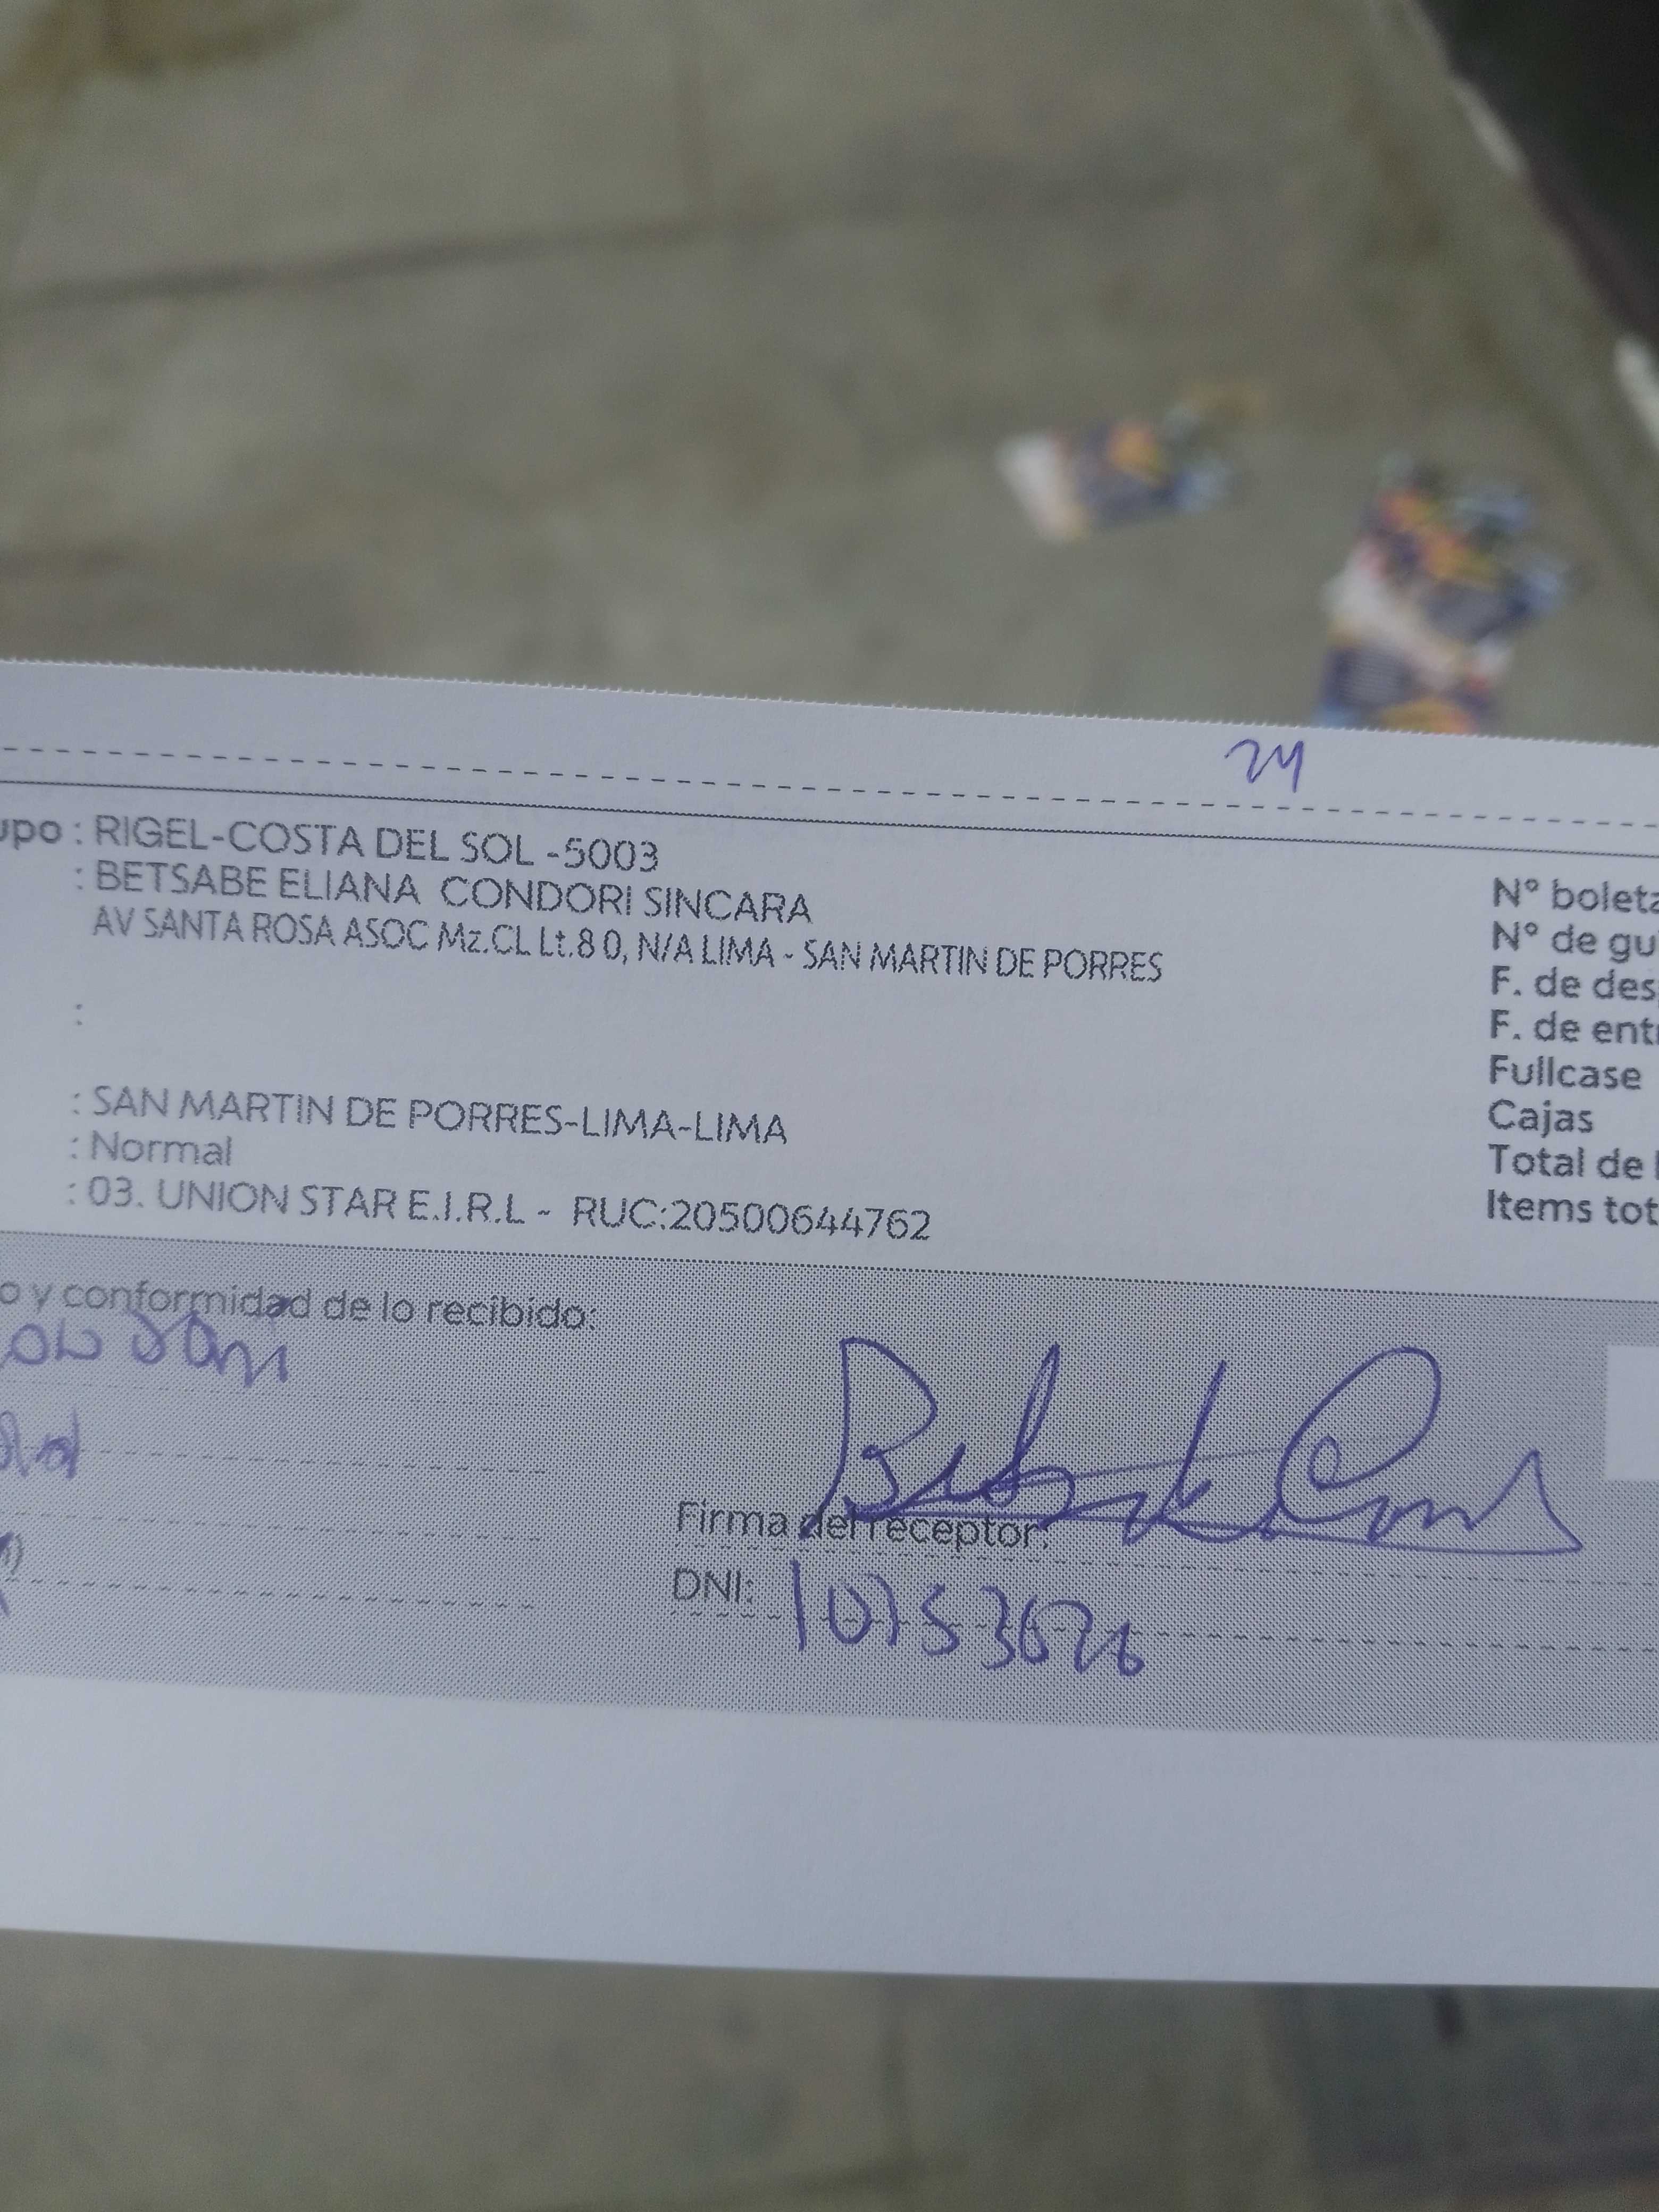 24
upo : RIGEL-COSTA DEL SOL -5003
: BETSABE ELIANA CONDORI SINCARA
AV SANTA ROSA ASOC Mz.CL Lt.8 0, N/A LIMA - SAN MARTIN DE PORRES
:
: SAN MARTIN DE PORRES-LIMA-LIMA
: Normal
: 03. UNION STAR E.I.R.L - RUC:20500644762
N° boleta
N° de gu
F. de des
F. de ent
Fullcase
Cajas
Total de
Items tot
o y conformidad de lo recibido:
Firma del receptor:
DNI: